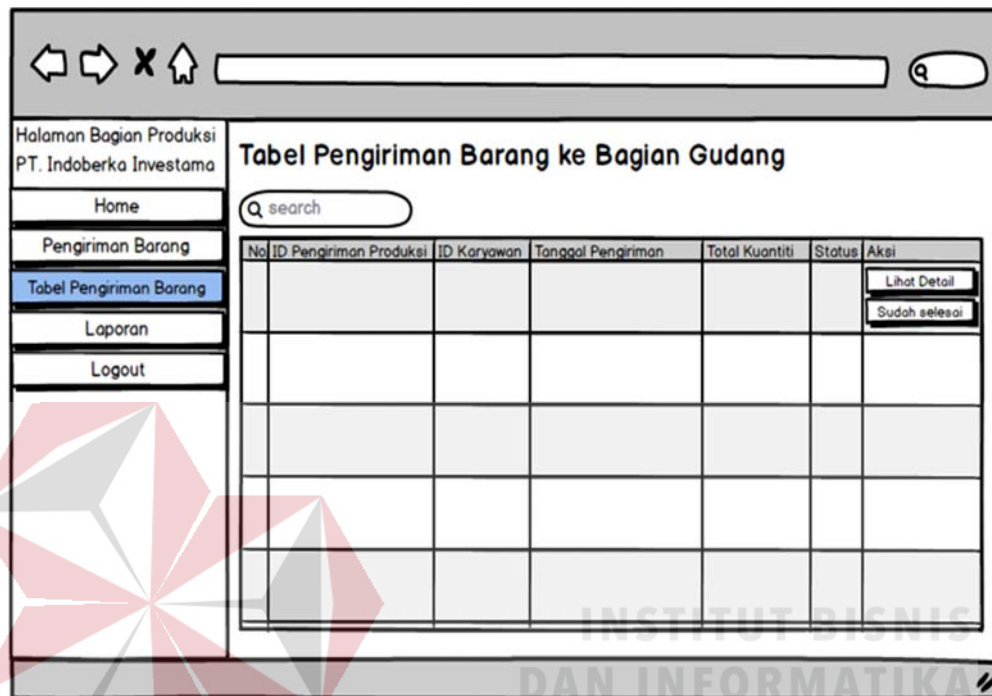 Halaman Bagian Produksi
PT. Indoberka Investama
Home
Pengiriman Barang
Tabel Pengiriman Barang
Laporan
Logout
Tabel Pengiriman Barang ke Bagian Gudang
search
No ID Pengiriman Produksi ID Karyawan Tanggal Pengiriman Total Kuantiti Status Aksi
Lihat Detail
Sudah selesai
INSTITUT BISNIS
DAN INFORMATIKA